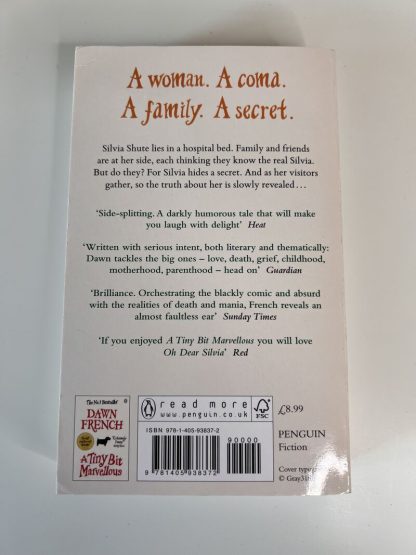 A woman. A coma.
A family. A secret.
Silvia Shute lies in a hospital bed. Family and friends
are at her side, each thinking they know the real Silvia.
But do they? For Silvia hides a secret. And as her visitors
gather, so the truth about her is slowly revealed…
‘Side-splitting. A darkly humorous tale that will make
you laugh with delight’ Heat
‘Written with serious intent, both literary and thematically:
Dawn tackles the big ones – love, death, grief, childhood,
motherhood, parenthood – head on’ Guardian
‘Brilliance. Orchestrating the blackly comic and absurd
with the realities of death and mania, French reveals an
almost faultless ear’ Sunday Times
‘If you enjoyed A Tiny Bit Marvellous you will love
Oh Dear Silvia’ Red
The No.1 Bestseller
DAWN
FRENCH
A Tiny Bit
Marvellous
read more
www.penguin.co.uk
FSC
ISBN 978-1-405-93837-2
90000
9 781405 938372
£8.99
PENGUIN
Fiction
Cover
© Gray318